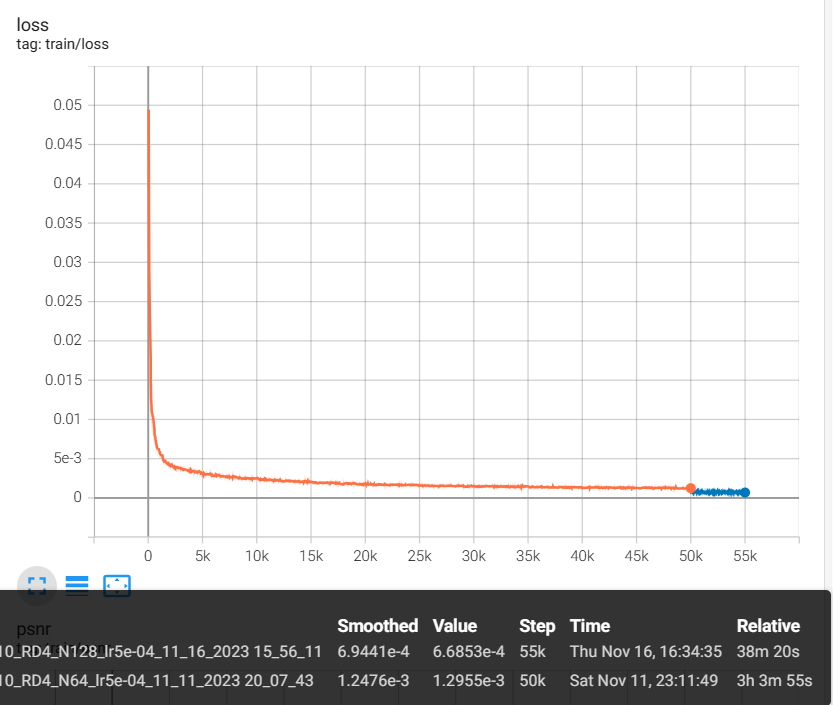 loss
tag: train/loss
0.05
0.045
0.04
0.035
0.03
0.025
0.02
0.015
0.01
5e-3
0
0 5k 10k 15k 20k 25k 30k 35k 40k 45k 50k 55k
psnr
Smoothed Value Step Time Relative
10_RD4_N128_lr5e-04_11_16_2023 15_56_11 6.9441e-4 6.6853e-4 55k Thu Nov 16, 16:34:35 38m 20s
10_RD4_N64_lr5e-04_11_11_2023 20_07_43 1.2476e-3 1.2955e-3 50k Sat Nov 11, 23:11:49 3h 3m 55s